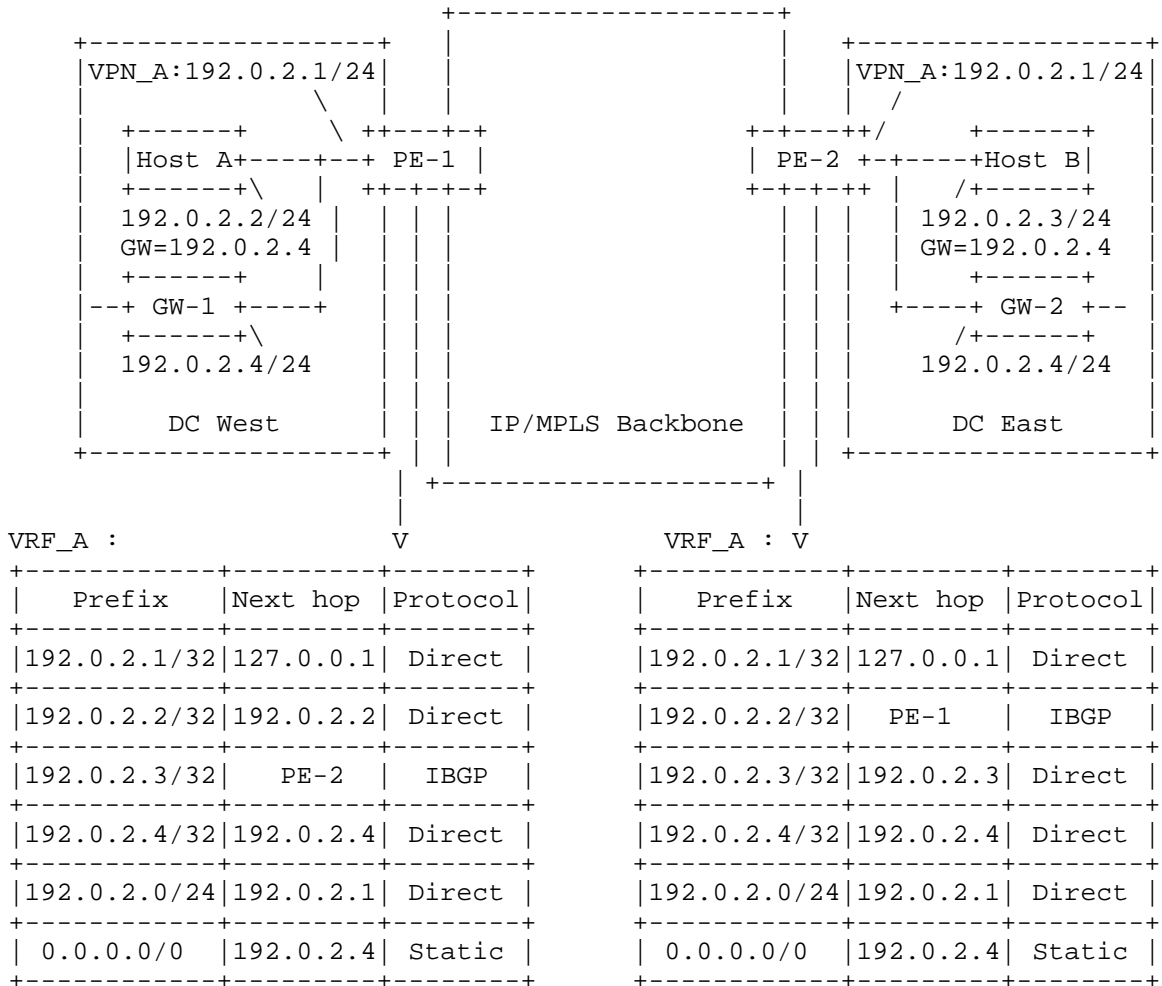 VPN_A:192.0.2.1/24 VPN_A:192.0.2.1/24
Host A PE-1 PE-2 Host B
192.0.2.2/24 192.0.2.3/24
GW=192.0.2.4 GW=192.0.2.4
GW-1 GW-2
192.0.2.4/24 192.0.2.4/24
DC West IP/MPLS Backbone DC East
VRF_A : V VRF_A : V
Prefix Next hop Protocol Prefix Next hop Protocol
192.0.2.1/32 127.0.0.1 Direct 192.0.2.1/32 127.0.0.1 Direct
192.0.2.2/32 192.0.2.2 Direct 192.0.2.2/32 PE-1 IBGP
192.0.2.3/32 PE-2 IBGP 192.0.2.3/32 192.0.2.3 Direct
192.0.2.4/32 192.0.2.4 Direct 192.0.2.4/32 192.0.2.4 Direct
192.0.2.0/24 192.0.2.1 Direct 192.0.2.0/24 192.0.2.1 Direct
0.0.0.0/0 192.0.2.4 Static 0.0.0.0/0 192.0.2.4 Static